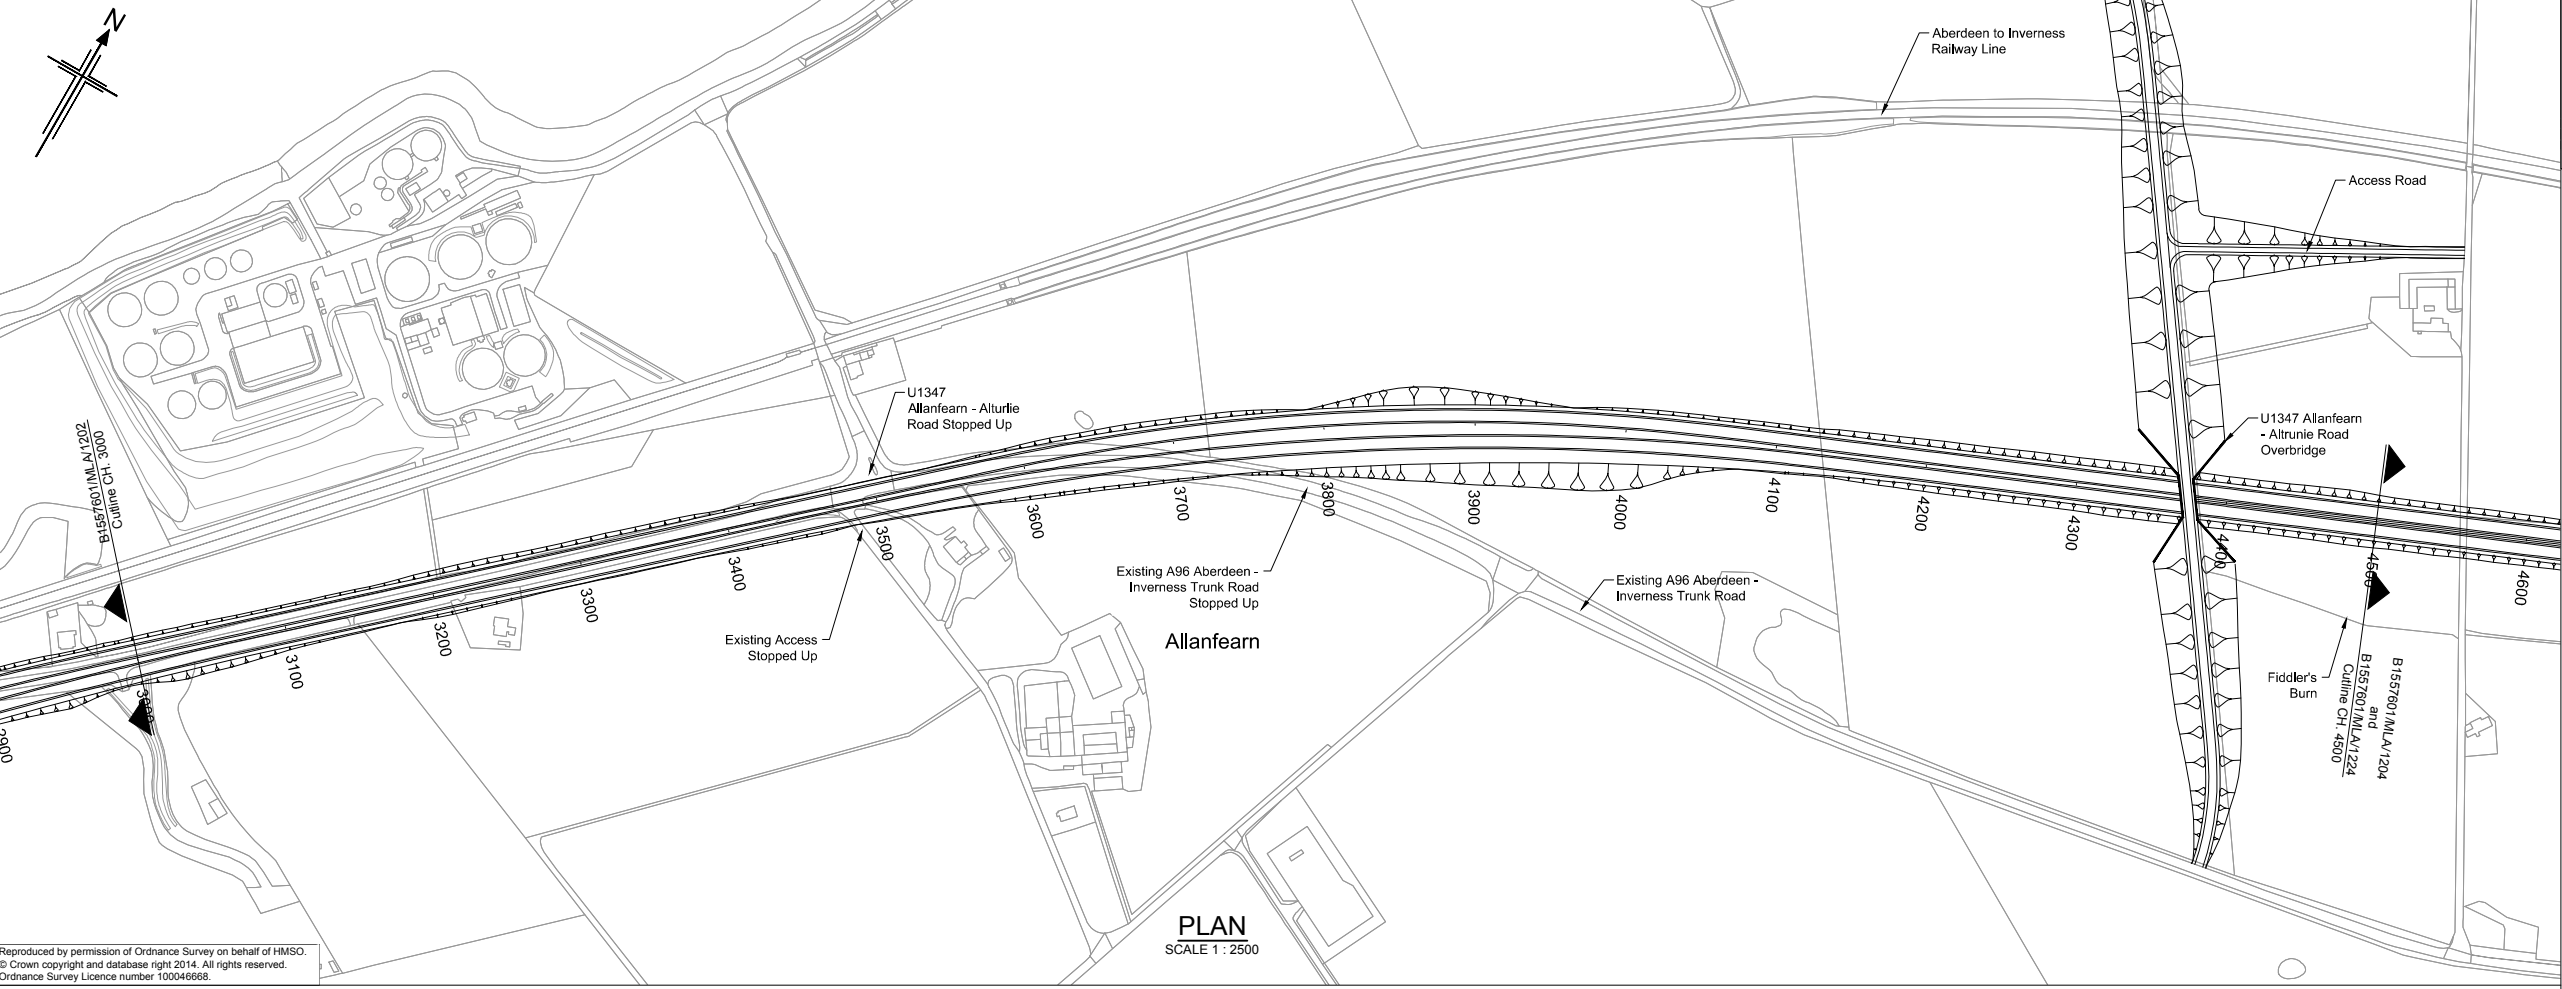 N
Aberdeen to Inverness
Railway Line
Access Road
U1347
Allanfearn - Alturlie
Road Stopped Up
U1347 Allanfearn
- Altrunie Road
Overbridge
B1557601/MLA/1202
Cutline CH. 3000
2900
3000
3100
3200
3300
3400
3500
3600
3700
3800
3900
4000
4100
4200
4300
4400
4500
4600
Existing A96 Aberdeen -
Inverness Trunk Road
Stopped Up
Existing A96 Aberdeen -
Inverness Trunk Road
Existing Access
Stopped Up
Allanfearn
Fiddler's
Burn
B1557601/MLA/1204
and
B1557601/MLA/1224
Cutline CH. 4500
PLAN
SCALE 1 : 2500
Reproduced by permission of Ordnance Survey on behalf of HMSO.
© Crown copyright and database right 2014. All rights reserved.
Ordnance Survey Licence number 100046668.